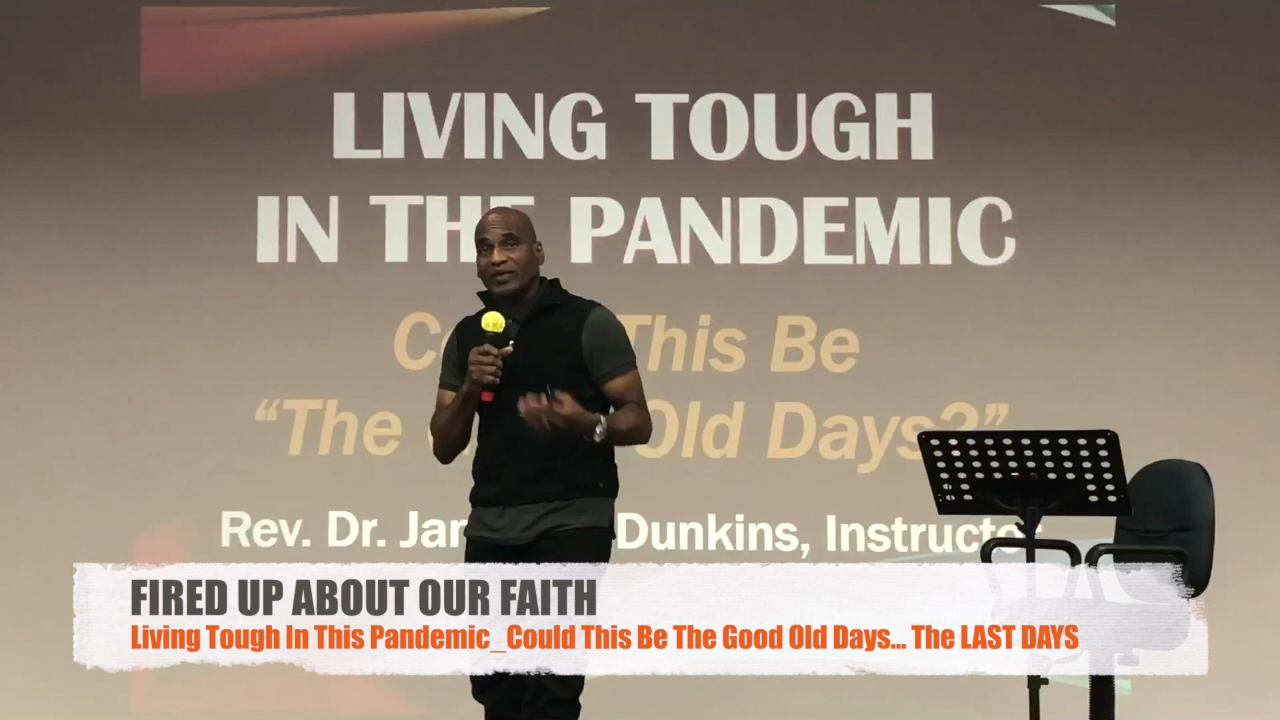 LIVING TOUGH
IN THE PANDEMIC
This Be
“The Old Days?”
Rev. Dr. Dunkins, Instructor
FIRED UP ABOUT OUR FAITH
Living Tough In This Pandemic_Could This Be The Good Old Days... The LAST DAYS